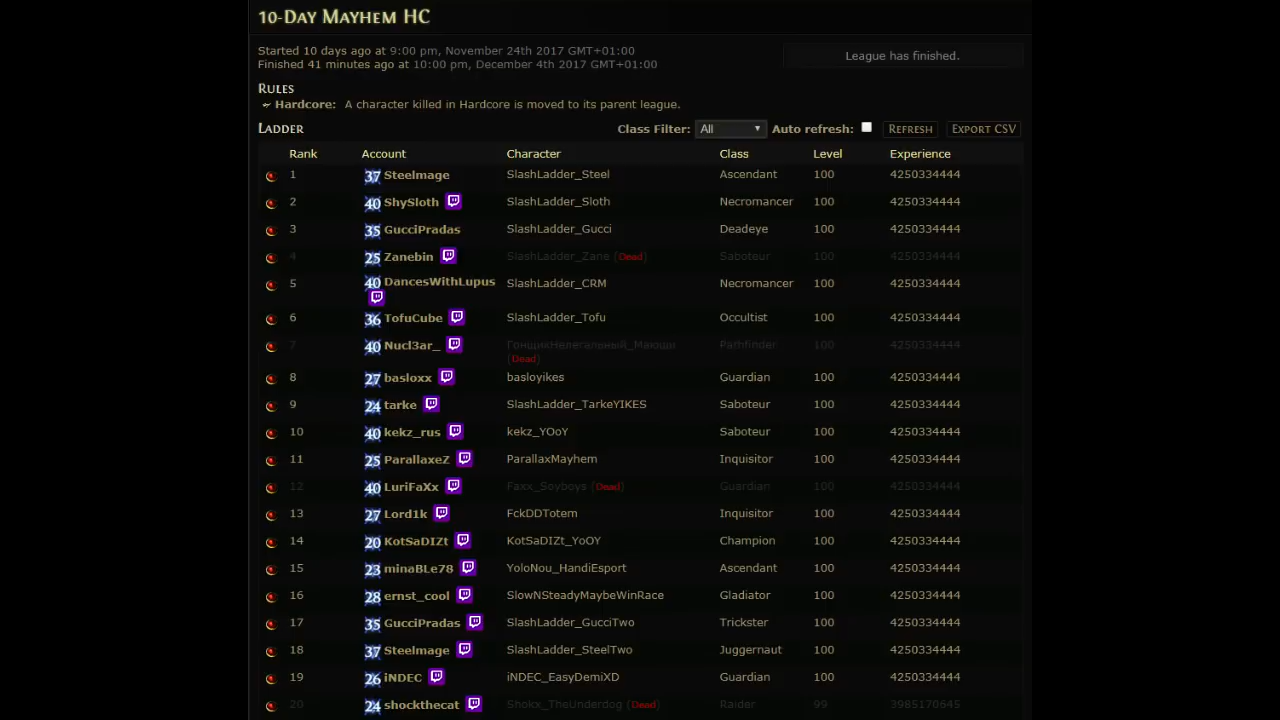 10-Day Mayhem HC
Started 10 days ago at 9:00 pm, November 24th 2017 GMT+01:00
Finished 41 minutes ago at 10:00 pm, December 4th 2017 GMT+01:00
League has finished.
Rules
Hardcore: A character killed in Hardcore is moved to its parent league.
Ladder Class Filter: All Auto refresh: Refresh Export CSV
Rank Account Character Class Level Experience
1 37 Steelmage SlashLadder_Steel Ascendant 100 4250334444
2 40 ShySloth SlashLadder_Sloth Necromancer 100 4250334444
3 35 GucciPradas SlashLadder_Gucci Deadeye 100 4250334444
4 25 Zanebin SlashLadder_Zane (Dead) Saboteur 100 4250334444
5 40 DancesWithLupus SlashLadder_CRM Necromancer 100 4250334444
6 36 TofuCube SlashLadder_Tofu Occultist 100 4250334444
7 40 Nucl3ar_ Pathfinder 100 4250334444
(Dead)
8 27 basloxx basloyikes Guardian 100 4250334444
9 24 tarke SlashLadder_TarkeYIKES Saboteur 100 4250334444
10 40 kekz_rus kekz_YOoY Saboteur 100 4250334444
11 25 ParallaxeZ ParallaxMayhem Inquisitor 100 4250334444
12 40 LuriFaXx Faxx_Soyboys (Dead) Guardian 100 4250334444
13 27 Lord1k FckDDTotem Inquisitor 100 4250334444
14 20 KotSaDIZt KotSaDIZt_YoOY Champion 100 4250334444
15 23 minaBLe78 YoloNou_HandiEsport Ascendant 100 4250334444
16 28 ernst_cool SlowNSteadyMaybeWinRace Gladiator 100 4250334444
17 35 GucciPradas SlashLadder_GucciTwo Trickster 100 4250334444
18 37 Steelmage SlashLadder_SteelTwo Juggernaut 100 4250334444
19 26 iNDEC iNDEC_EasyDemiXD Guardian 100 4250334444
20 24 shockthecat Shokx_TheUnderdog (Dead) Raider 99 3985170645